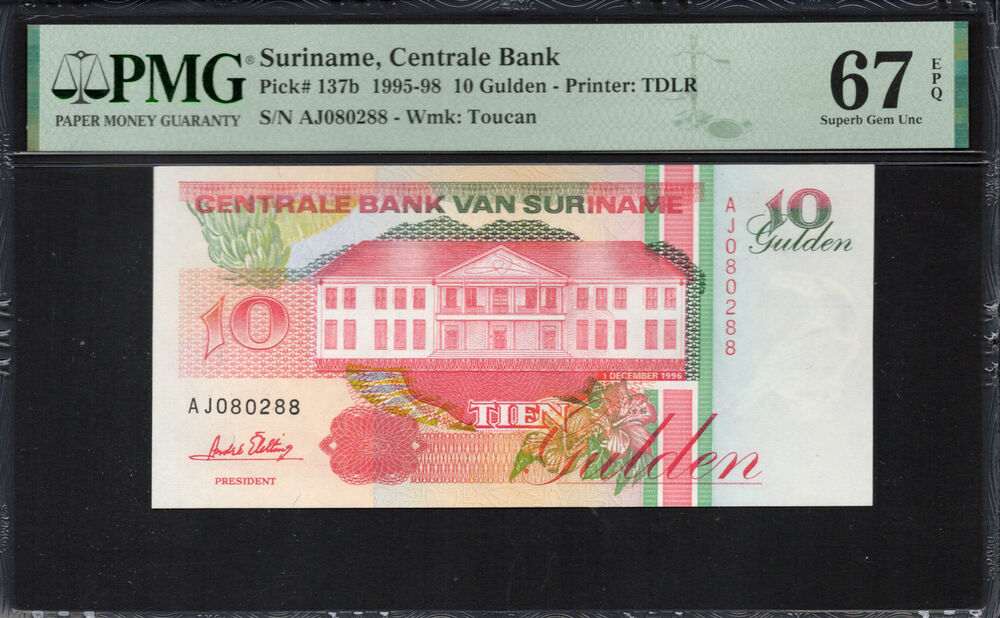 PMG®
PAPER MONEY GUARANTY
Suriname, Centrale Bank
Pick# 137b 1995-98 10 Gulden - Printer: TDLR
S/N AJ080288 - Wmk: Toucan
67 EPQ
Superb Gem Unc
CENTRALE BANK VAN SURINAME
10
Gulden
AJ080288
10
1 DECEMBER 1996
AJ080288
TIEN
Gulden
André Telting
PRESIDENT